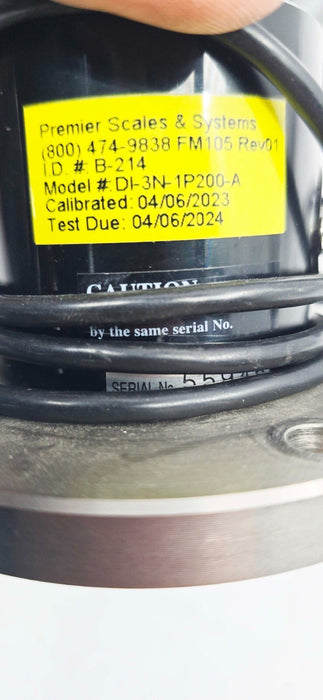 Premier Scales & Systems
(800) 474-9838 FM105 Rev01
I.D. #: B-214
Model #: DI-3N-1P200-A
Calibrated: 04/06/2023
Test Due: 04/06/2024
CAUTION
by the same serial No.
SERIAL No.